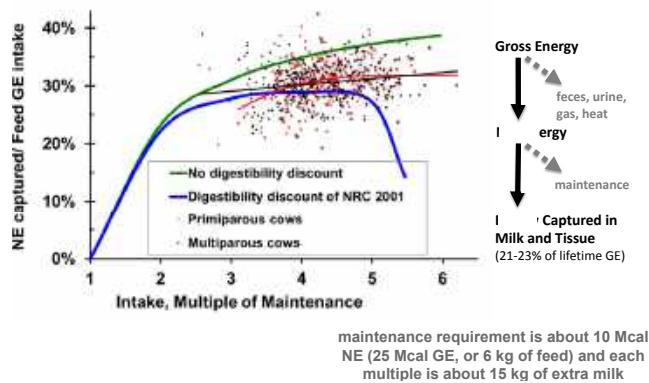 40%
30%
20%
10%
0%
NE captured/ Feed GE intake
No digestibility discount
Digestibility discount of NRC 2001
Primiparous cows
Multiparous cows
1 2 3 4 5 6
Intake, Multiple of Maintenance
Gross Energy
feces, urine,
gas, heat
maintenance
Captured in
Milk and Tissue
(21-23% of lifetime GE)
maintenance requirement is about 10 Mcal
NE (25 Mcal GE, or 6 kg of feed) and each
multiple is about 15 kg of extra milk